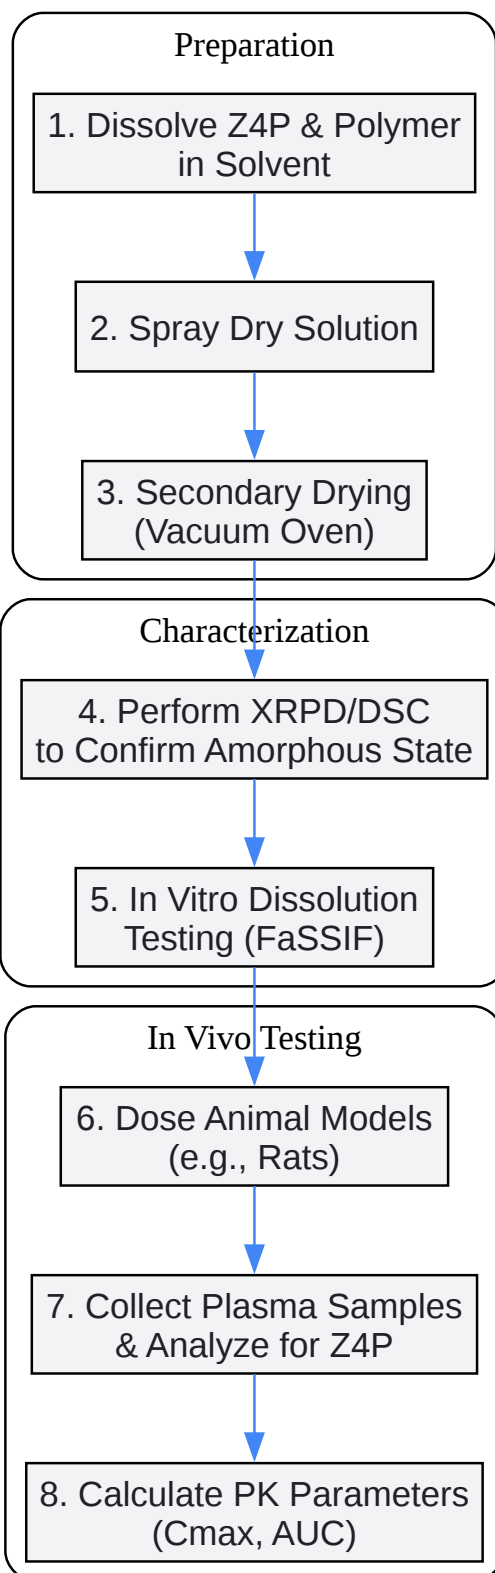 Preparation
1. Dissolve Z4P & Polymer
in Solvent
2. Spray Dry Solution
3. Secondary Drying
(Vacuum Oven)
Characterization
4. Perform XRPD/DSC
to Confirm Amorphous State
5. In Vitro Dissolution
Testing (FaSSIF)
In Vivo Testing
6. Dose Animal Models
(e.g., Rats)
7. Collect Plasma Samples
& Analyze for Z4P
8. Calculate PK Parameters
(Cmax, AUC)